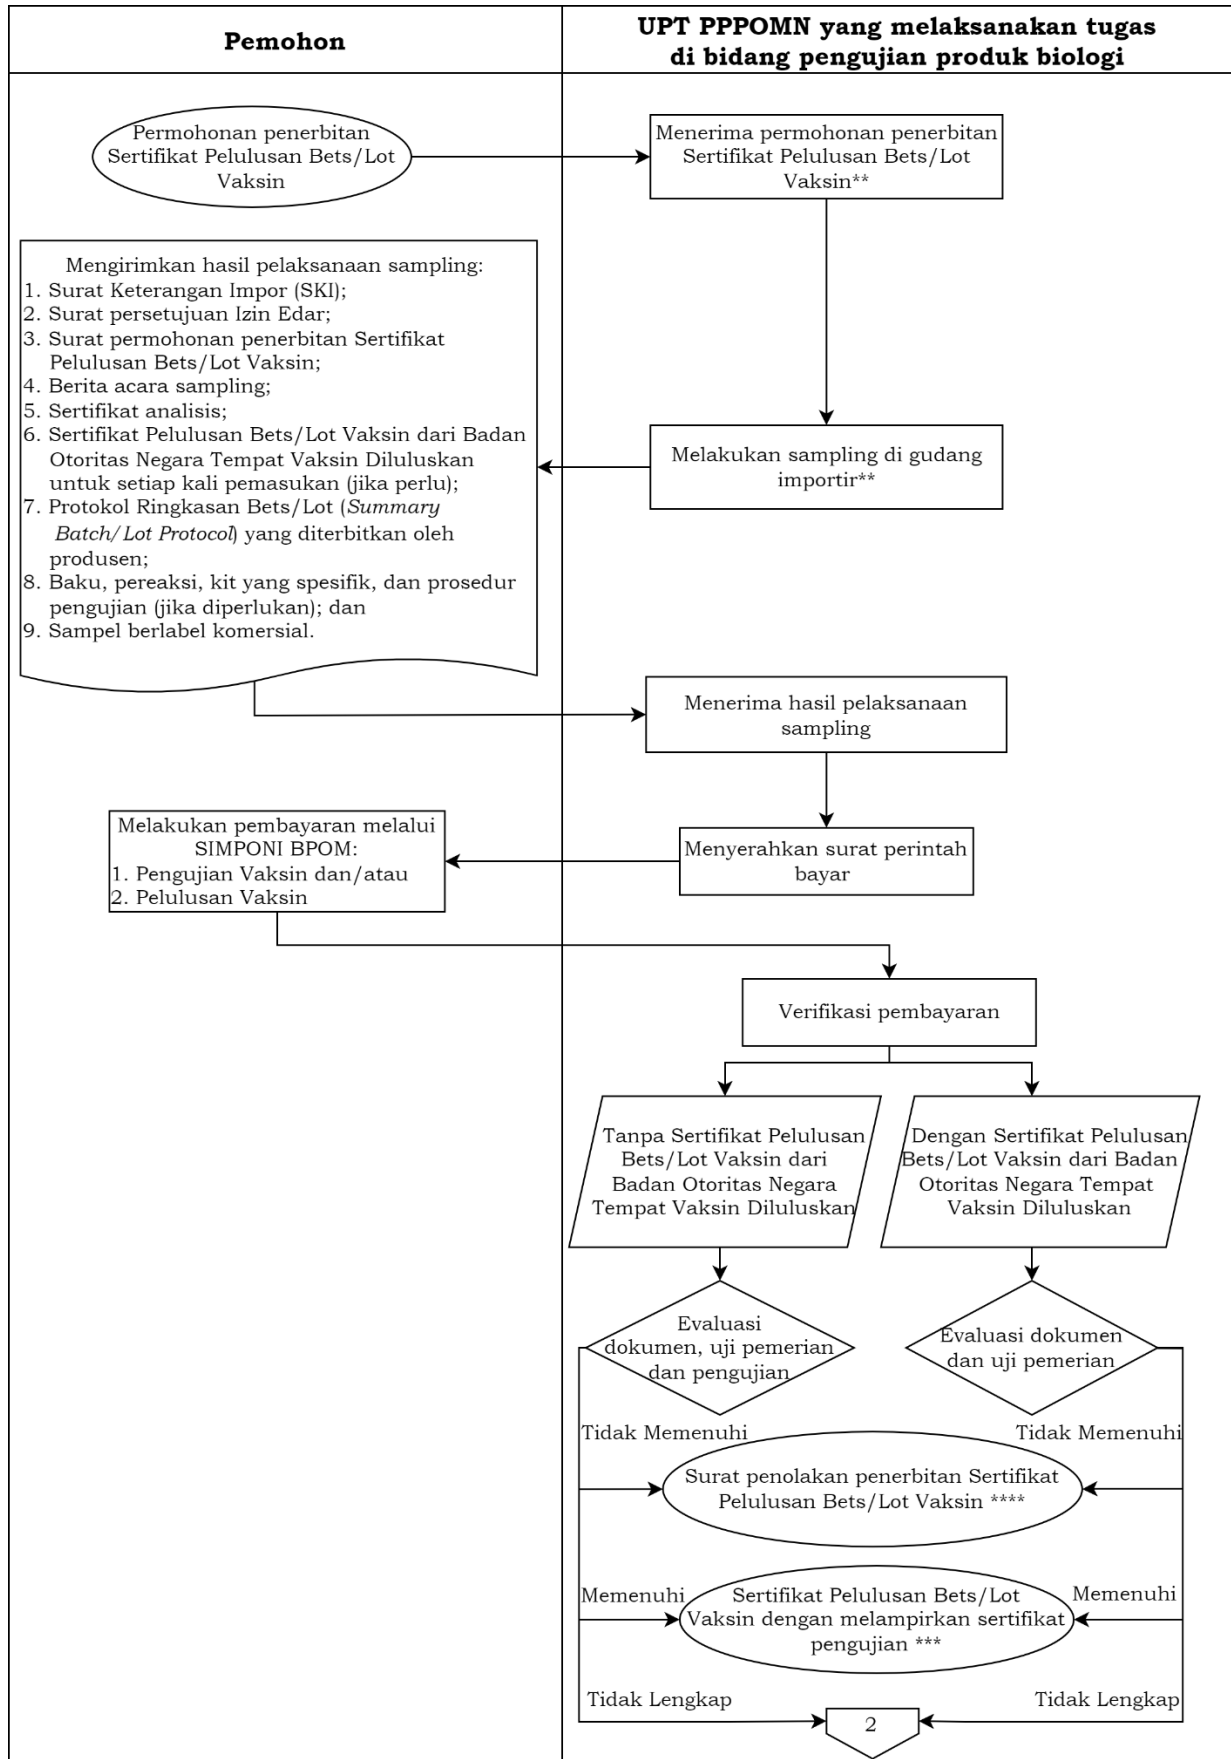 Pemohon
UPT PPPOMN yang melaksanakan tugas
di bidang pengujian produk biologi
Permohonan penerbitan
Sertifikat Pelulusan Bets/Lot
Vaksin
Menerima permohonan penerbitan
Sertifikat Pelulusan Bets/Lot
Vaksin**
Mengirimkan hasil pelaksanaan sampling:
1. Surat Keterangan Impor (SKI);
2. Surat persetujuan Izin Edar;
3. Surat permohonan penerbitan Sertifikat
Pelulusan Bets/Lot Vaksin;
4. Berita acara sampling;
5. Sertifikat analisis;
6. Sertifikat Pelulusan Bets/Lot Vaksin dari Badan
Otoritas Negara Tempat Vaksin Diluluskan
untuk setiap kali pemasukan (jika perlu);
7. Protokol Ringkasan Bets/Lot (Summary
Batch/Lot Protocol) yang diterbitkan oleh
produsen;
8. Baku, pereaksi, kit yang spesifik, dan prosedur
pengujian (jika diperlukan); dan
9. Sampel berlabel komersial.
Melakukan sampling di gudang
importir**
Menerima hasil pelaksanaan
sampling
Melakukan pembayaran melalui
SIMPONI BPOM:
1. Pengujian Vaksin dan/atau
2. Pelulusan Vaksin
Menyerahkan surat perintah
bayar
Verifikasi pembayaran
Tanpa Sertifikat Pelulusan
Bets/Lot Vaksin dari
Badan Otoritas Negara
Tempat Vaksin Diluluskan
Dengan Sertifikat Pelulusan
Bets/Lot Vaksin dari Badan
Otoritas Negara Tempat
Vaksin Diluluskan
Evaluasi
dokumen, uji pemerian
dan pengujian
Evaluasi dokumen
dan uji pemerian
Tidak Memenuhi
Tidak Memenuhi
Surat penolakan penerbitan Sertifikat
Pelulusan Bets/Lot Vaksin ****
Memenuhi
Sertifikat Pelulusan Bets/Lot
Vaksin dengan melampirkan sertifikat
pengujian ***
Memenuhi
Tidak Lengkap
Tidak Lengkap
2